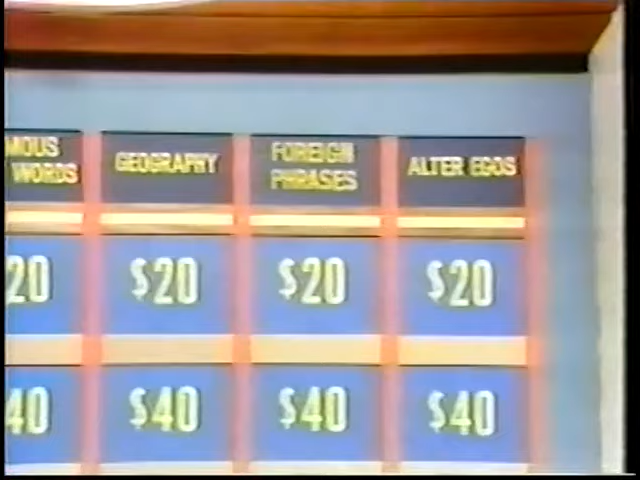 MOUS
WORDS
GEOGRAPHY
FOREIGN
PHRASES
ALTER EGOS
20
$20
$20
$20
40
$40
$40
$40